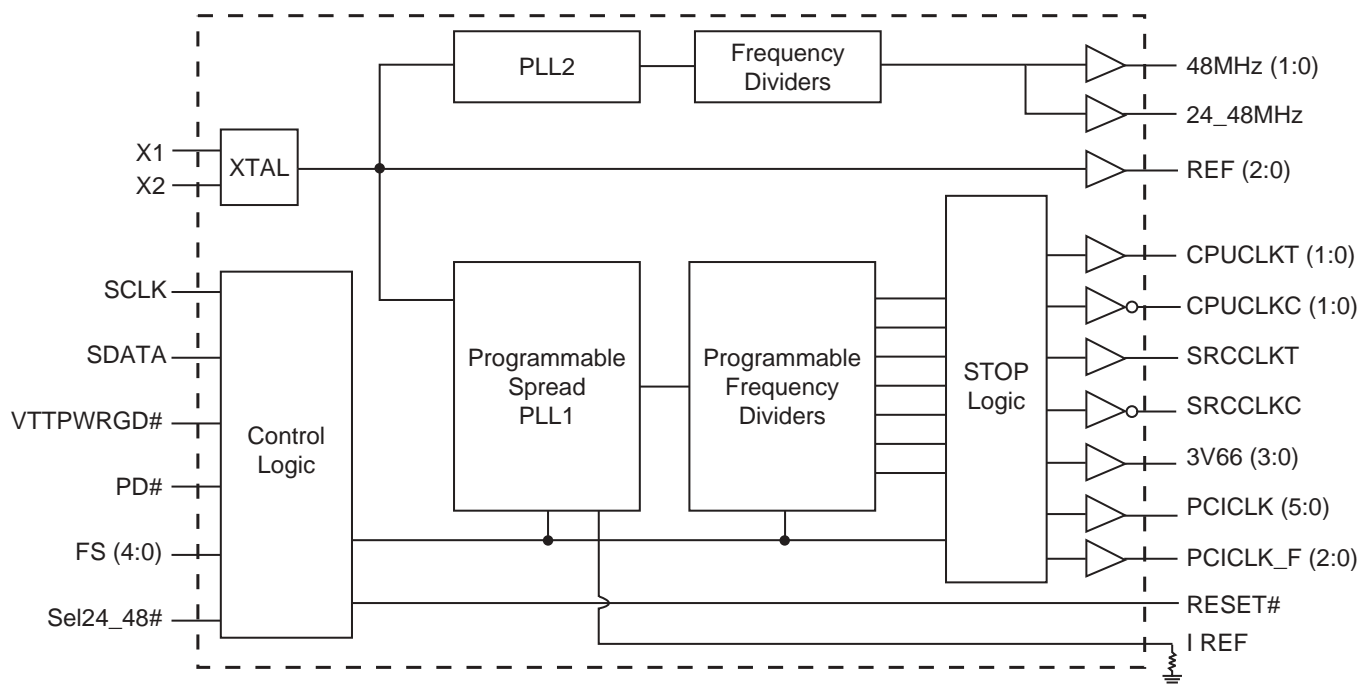 PLL2
Frequency
Dividers
48MHz (1:0)
24_48MHz
X1
X2
XTAL
REF (2:0)
SCLK
SDATA
VTTPWRGD#
PD#
FS (4:0)
Sel24_48#
Control
Logic
Programmable
Spread
PLL1
Programmable
Frequency
Dividers
STOP
Logic
CPUCLKT (1:0)
CPUCLKC (1:0)
SRCCLKT
SRCCLKC
3V66 (3:0)
PCICLK (5:0)
PCICLK_F (2:0)
RESET#
I REF